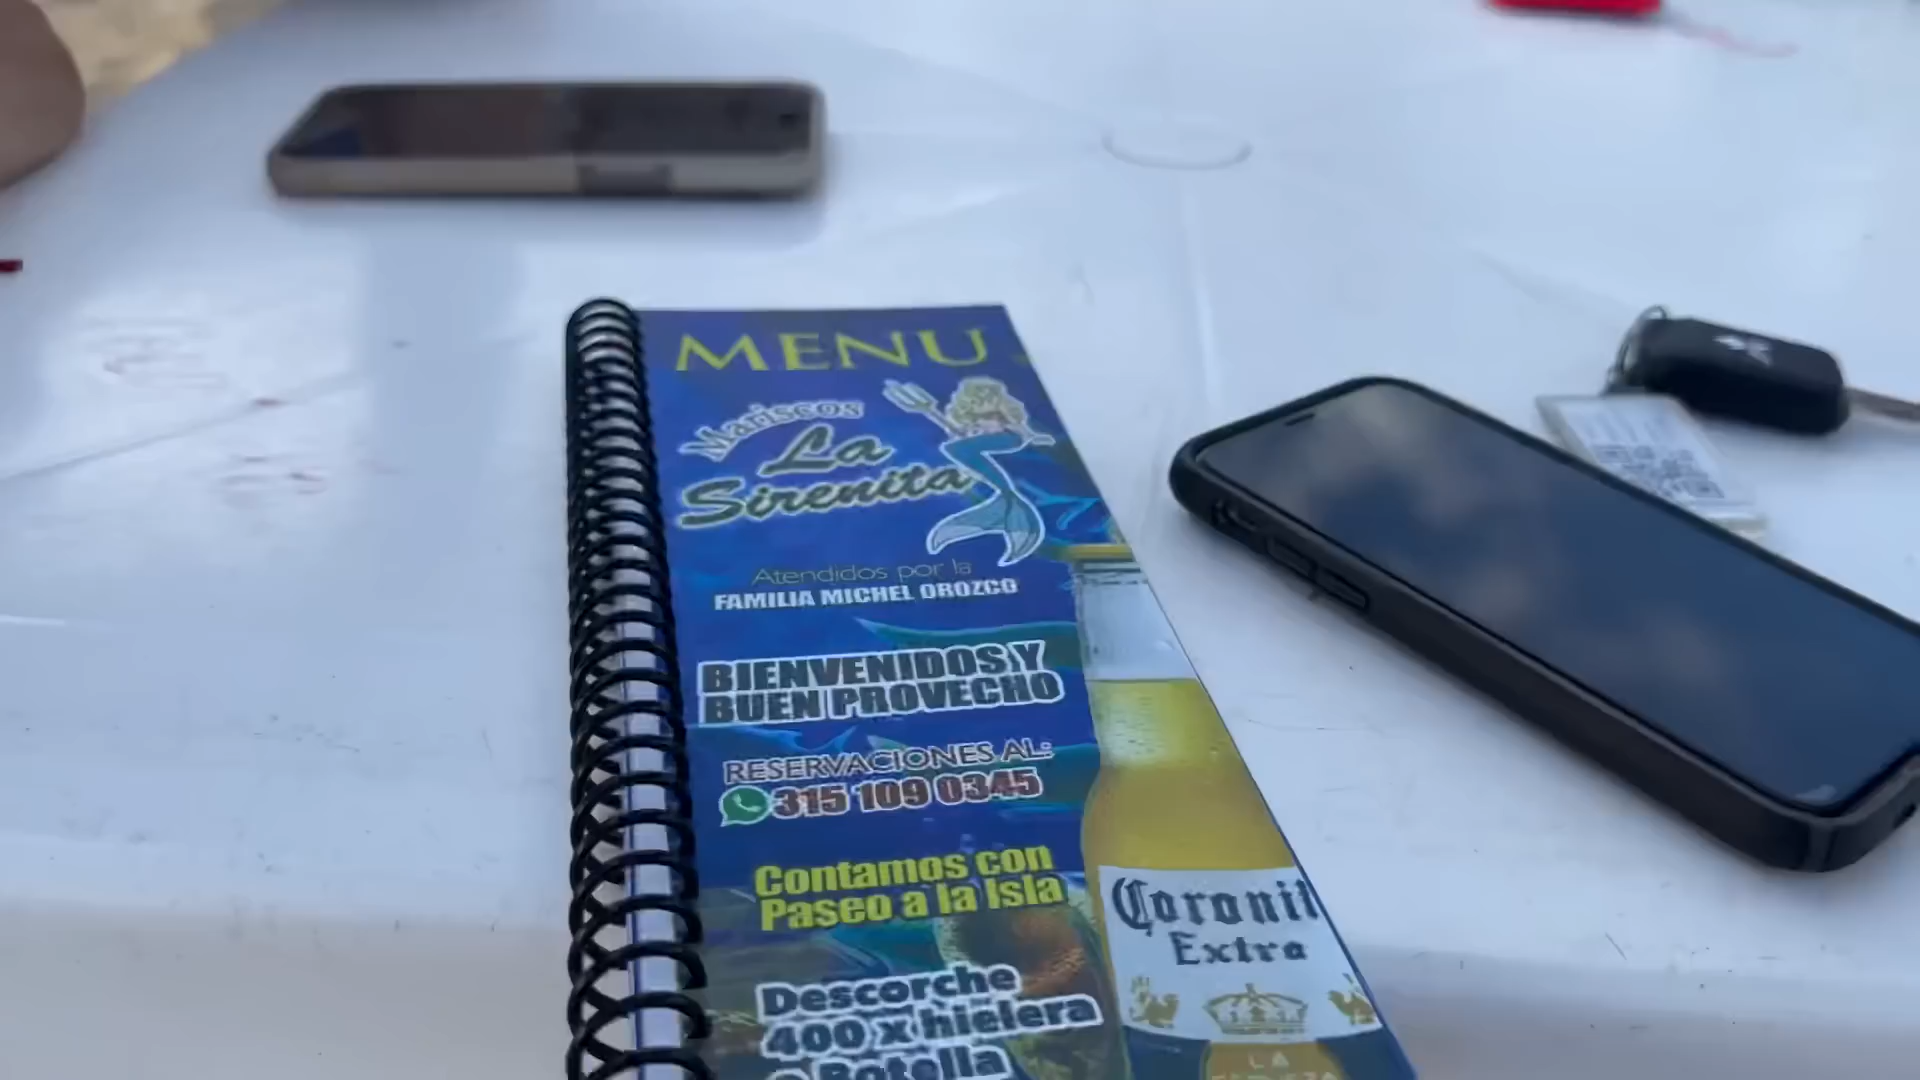 MENU
Mariscos
La
Sirenita
Atendidos por la
FAMILIA MICHEL OROZCO
BIENVENIDOS Y
BUEN PROVECHO
RESERVACIONES AL:
315 109 0345
Contamos con
Paseo a la Isla
Descorche
400 x hielera
o Botella
Coronit
Extra
LA